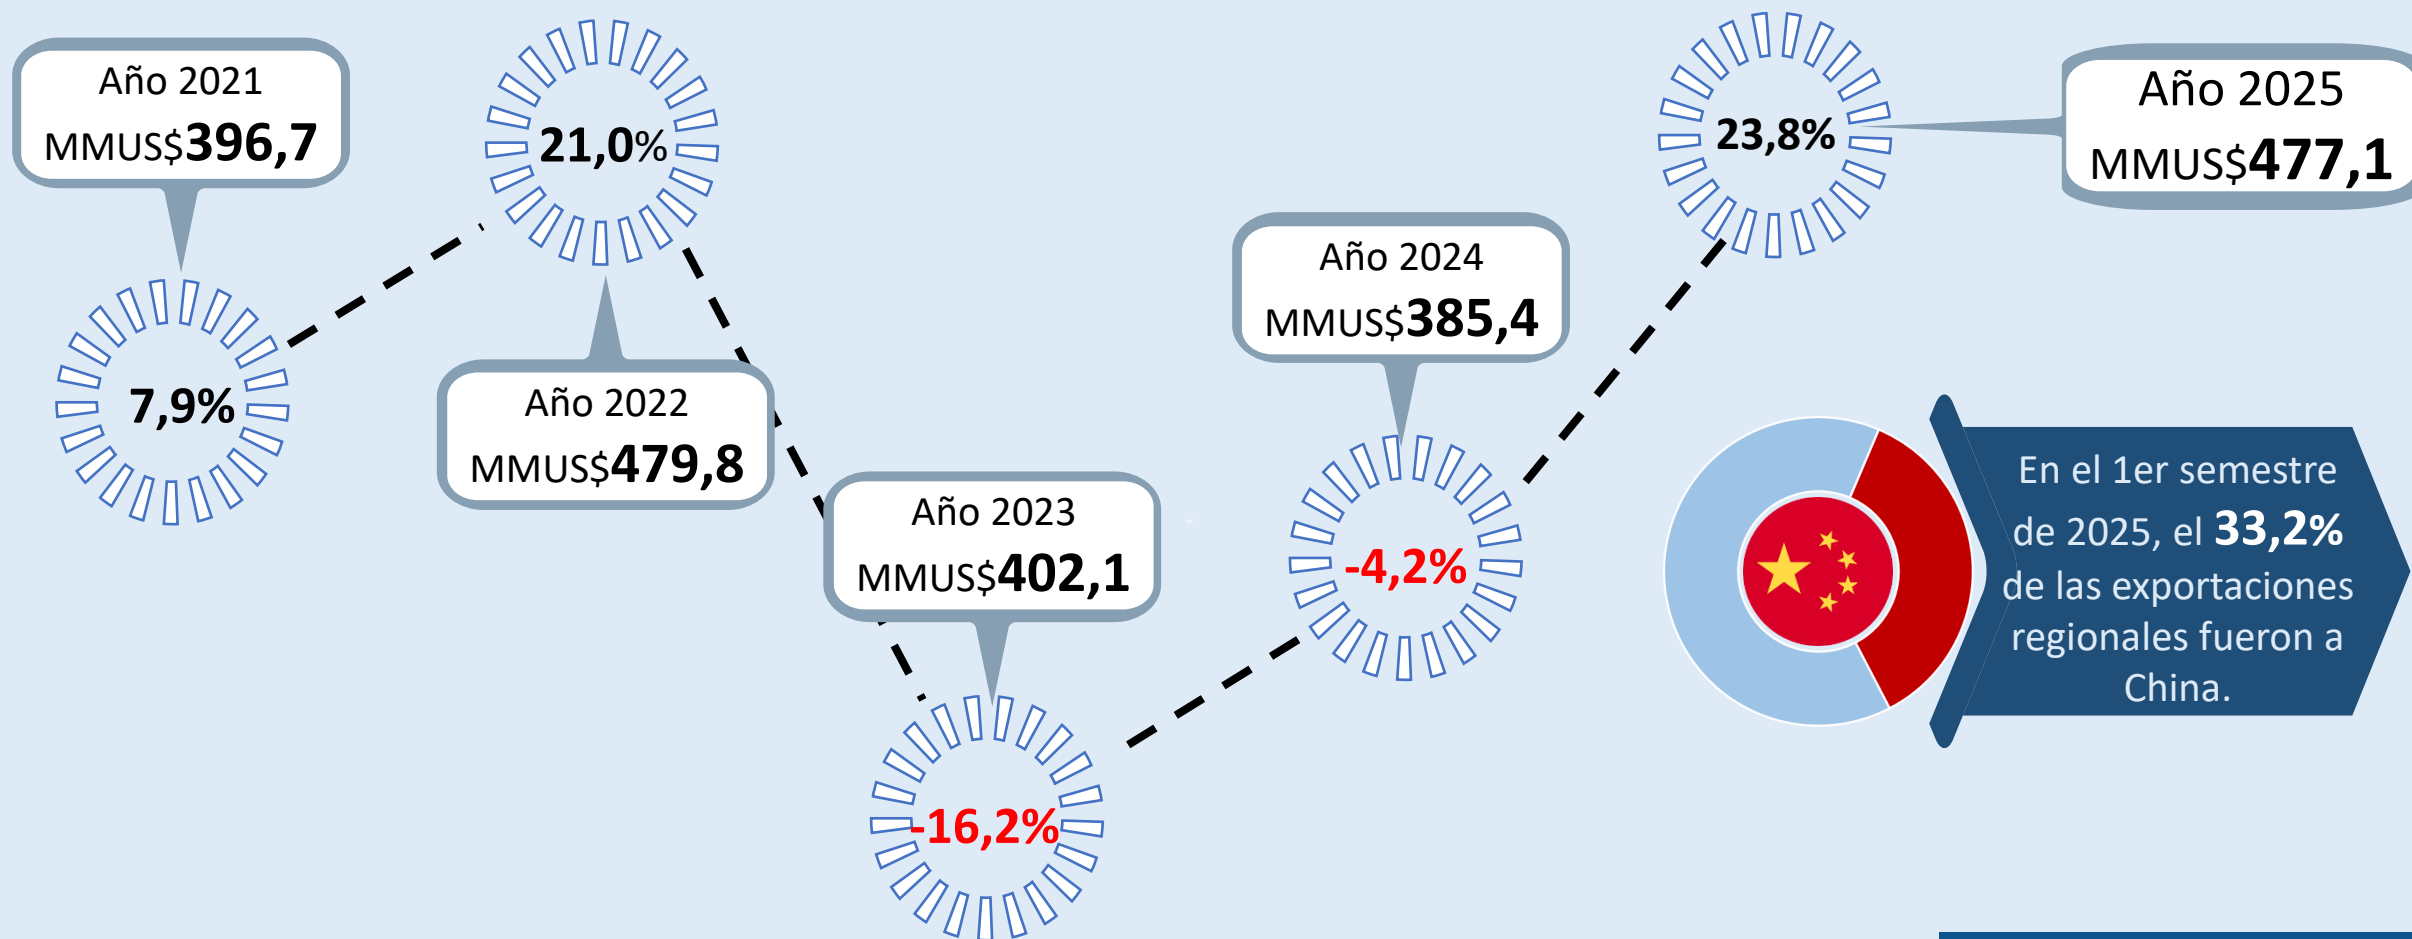 Año 2021
MMUS$396,7
7,9%
21,0%
Año 2022
MMUS$479,8
Año 2023
MMUS$402,1
-16,2%
Año 2024
MMUS$385,4
-4,2%
23,8%
Año 2025
MMUS$477,1
En el 1er semestre
de 2025, el 33,2%
de las exportaciones
regionales fueron a
China.